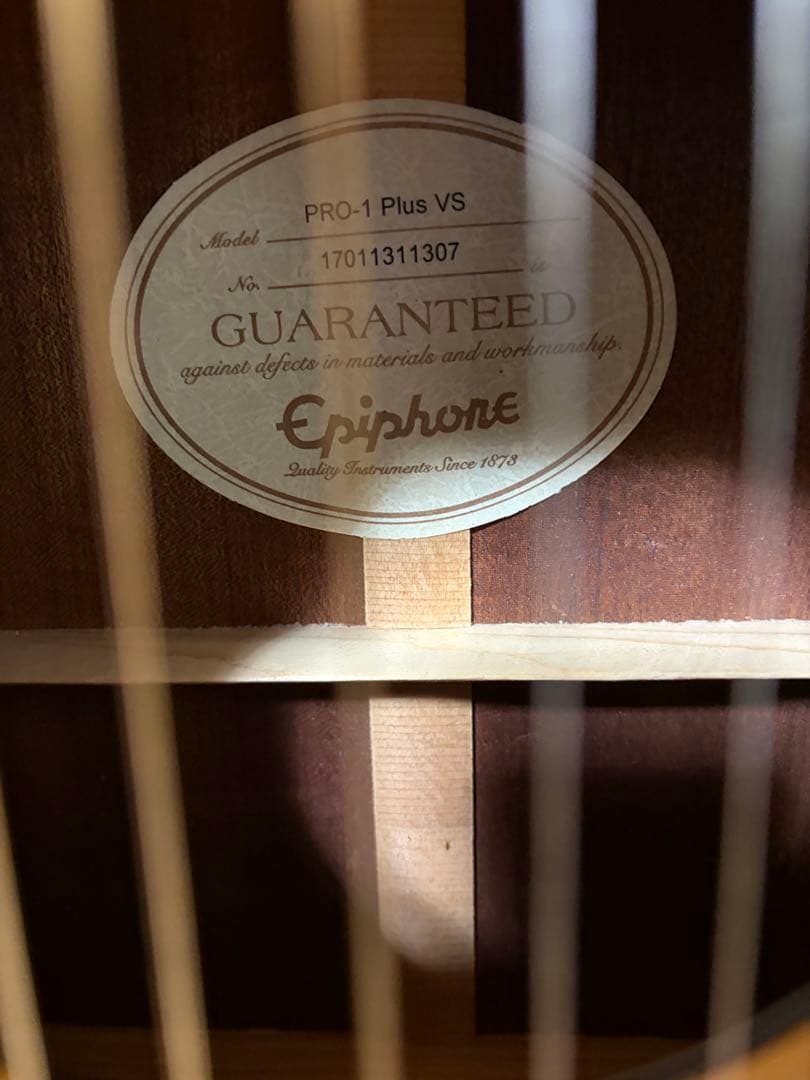 Model PRO-1 Plus VS
No. 17011311307 is
GUARANTEED
against defects in materials and workmanship.
Epiphone
Quality Instruments Since 1873